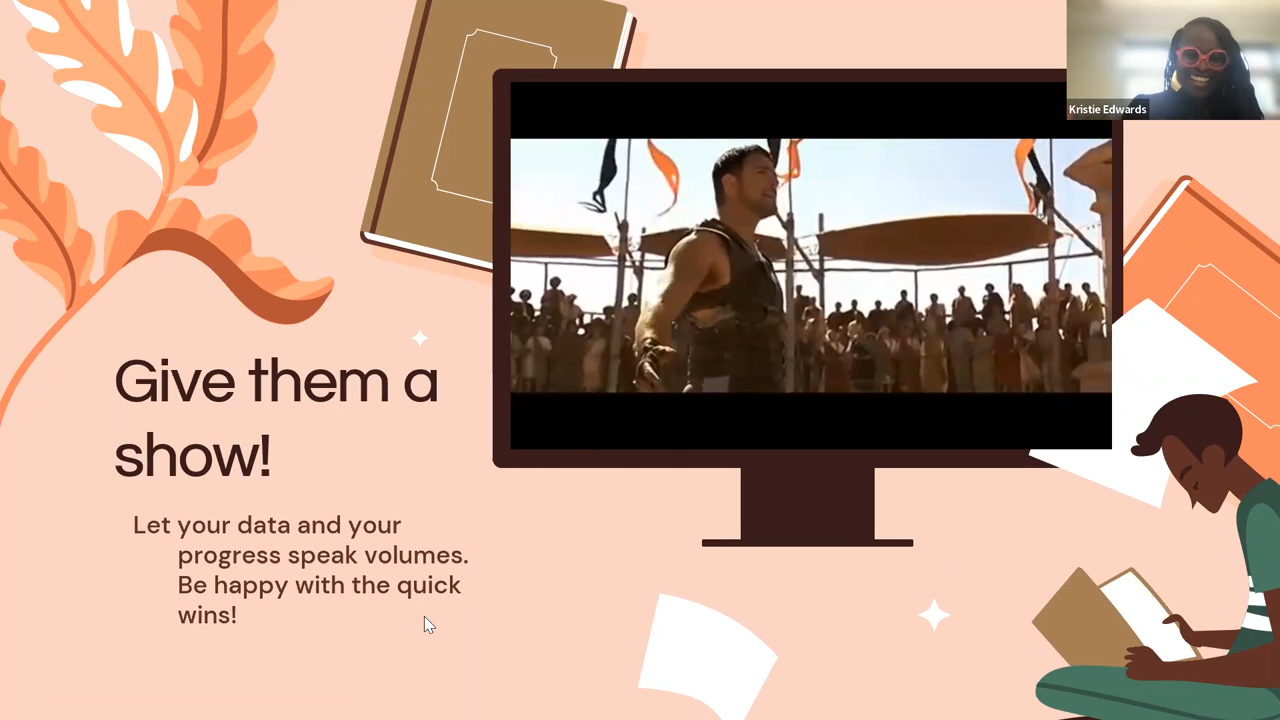 Kristie Edwards
Give them a
show!
Let your data and your
progress speak volumes.
Be happy with the quick
wins!